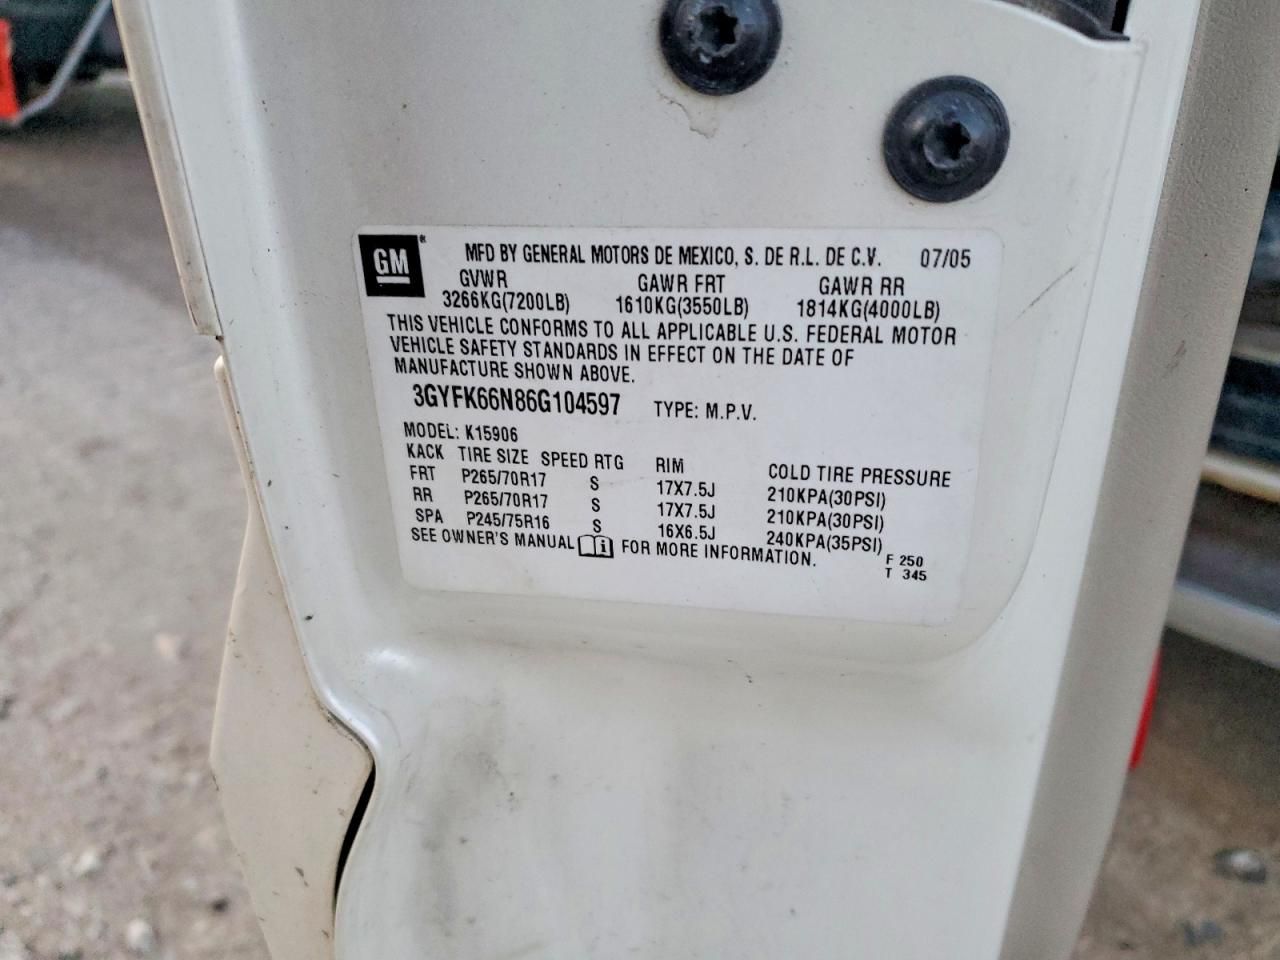 GM ® MFD BY GENERAL MOTORS DE MEXICO, S. DE R.L. DE C.V. 07/05
GVWR GAWR FRT GAWR RR
3266KG(7200LB) 1610KG(3550LB) 1814KG(4000LB)
THIS VEHICLE CONFORMS TO ALL APPLICABLE U.S. FEDERAL MOTOR
VEHICLE SAFETY STANDARDS IN EFFECT ON THE DATE OF
MANUFACTURE SHOWN ABOVE.
3GYFK66N86G104597 TYPE: M.P.V.
MODEL: K15906
KACK TIRE SIZE SPEED RTG RIM COLD TIRE PRESSURE
FRT P265/70R17 S 17X7.5J 210KPA(30PSI)
RR P265/70R17 S 17X7.5J 210KPA(30PSI)
SPA P245/75R16 S 16X6.5J 240KPA(35PSI)
SEE OWNER'S MANUAL i FOR MORE INFORMATION. F 250
T 345